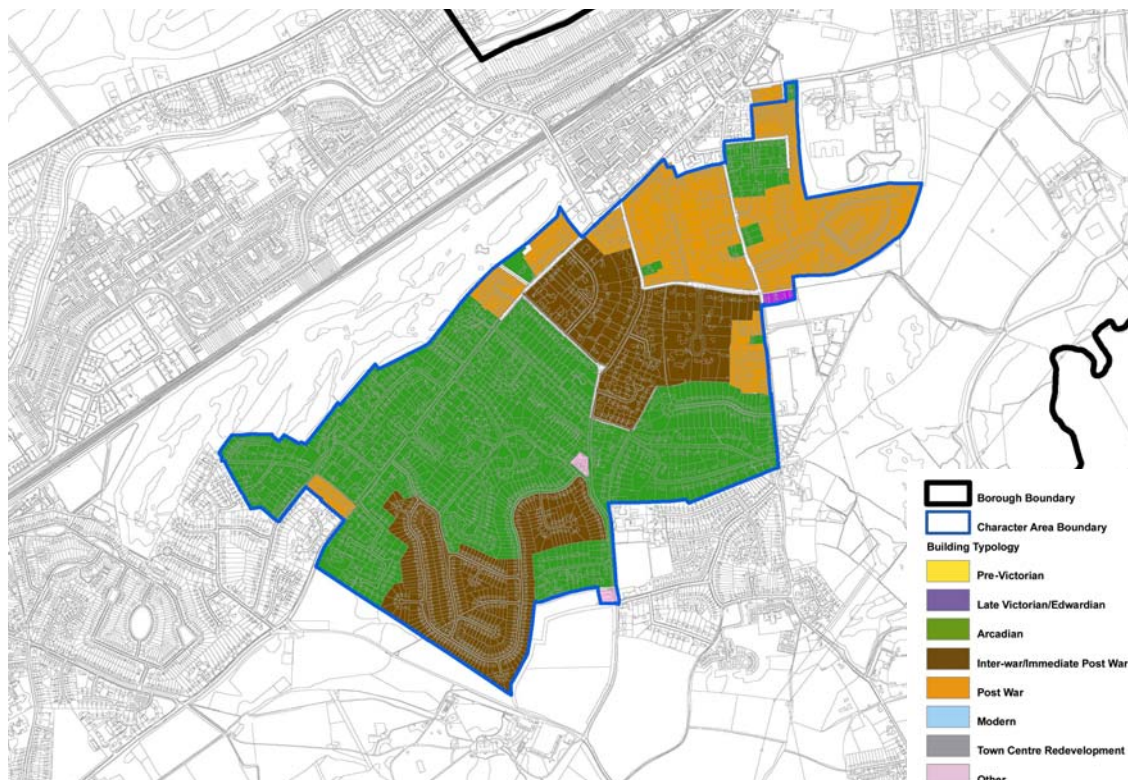 Borough Boundary
Character Area Boundary
Building Typology
Pre-Victorian
Late Victorian/Edwardian
Arcadian
Inter-war/Immediate Post War
Post War
Modern
Town Centre Redevelopment
Other